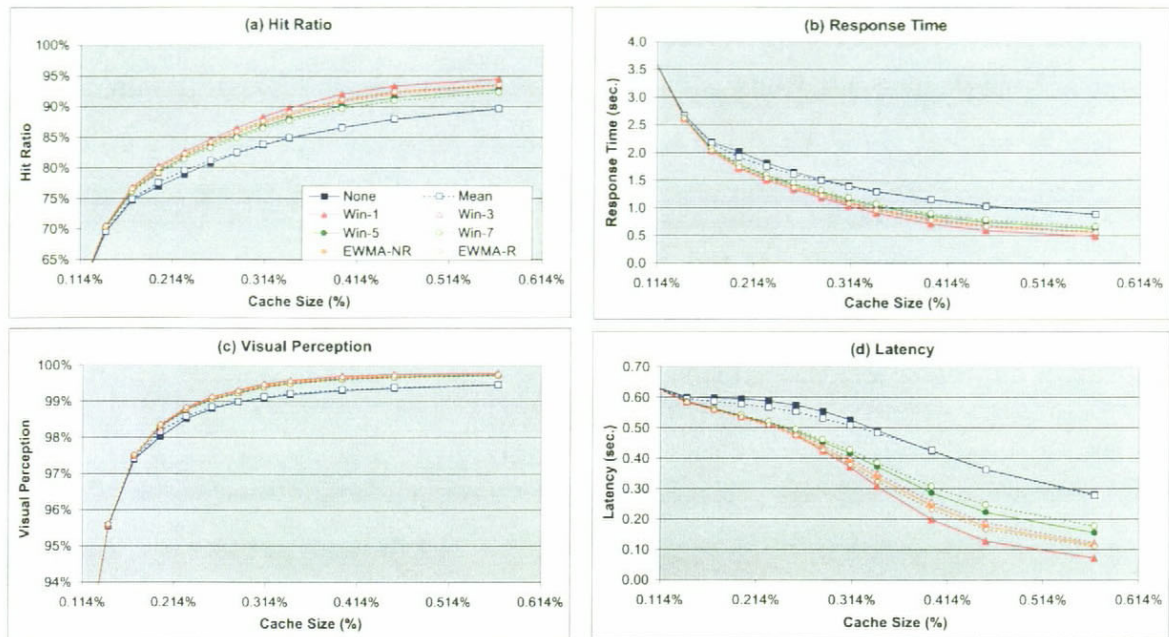 (a) Hit Ratio
100%
95%
90%
85%
80%
75%
70%
65%
Hit Ratio
None
Mean
Win-1
Win-3
Win-5
Win-7
EWMA-NR
EWMA-R
0.114%
0.214%
0.314%
0.414%
0.514%
0.614%
Cache Size (%)
(b) Response Time
4.0
3.5
3.0
2.5
2.0
1.5
1.0
0.5
0.0
Response Time (sec.)
0.114%
0.214%
0.314%
0.414%
0.514%
0.614%
Cache Size (%)
(c) Visual Perception
100%
99%
98%
97%
96%
95%
94%
Visual Perception
0.114%
0.214%
0.314%
0.414%
0.514%
0.614%
Cache Size (%)
(d) Latency
0.70
0.60
0.50
0.40
0.30
0.20
0.10
0.00
Latency (sec.)
0.114%
0.214%
0.314%
0.414%
0.514%
0.614%
Cache Size (%)